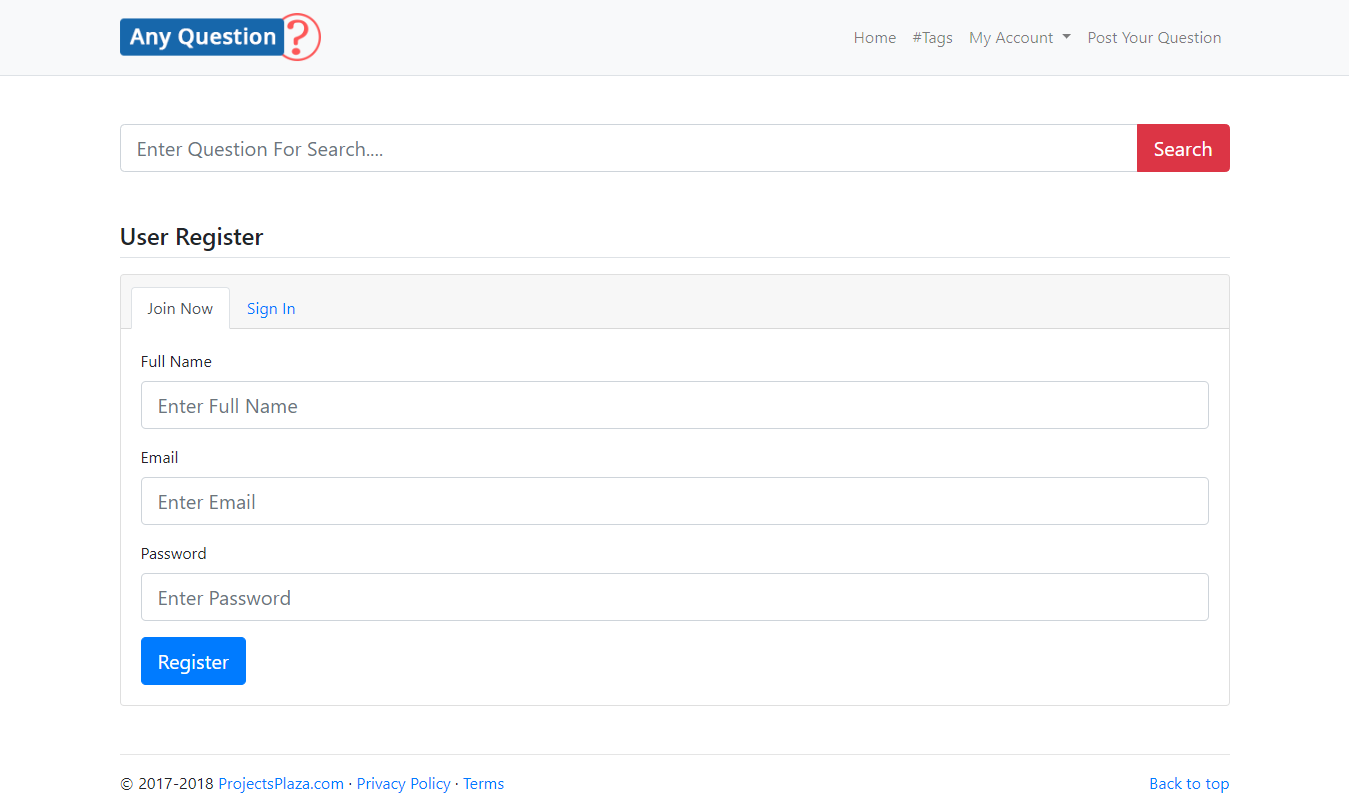 Any Question ?
Home #Tags My Account Post Your Question
Enter Question For Search....
Search
User Register
Join Now Sign In
Full Name
Enter Full Name
Email
Enter Email
Password
Enter Password
Register
© 2017-2018 ProjectsPlaza.com · Privacy Policy · Terms
Back to top